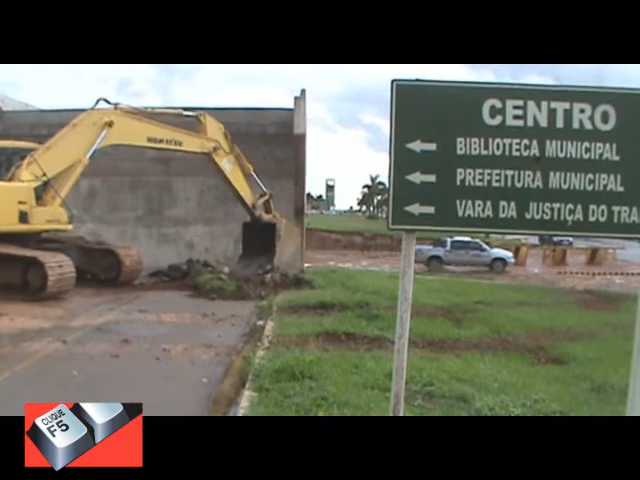 CENTRO
BIBLIOTECA MUNICIPAL
PREFEITURA MUNICIPAL
VARA DA JUSTIÇA DO TRA
KOMATSU
CLIQUE
F5